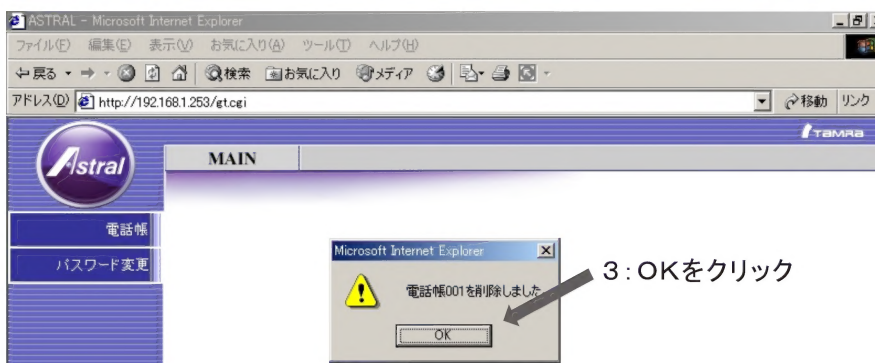 ASTRAL - Microsoft Internet Explorer
ファイル(F) 編集(E) 表示(V) お気に入り(A) ツール(T) ヘルプ(H)
戻る 検索 お気に入り メディア
アドレス(D) http://192.168.1.253/gt.cgi 移動 リンク
TAMRA
Astral
MAIN
電話帳
パスワード変更
Microsoft Internet Explorer
電話帳001を削除しました
OK
3:OKをクリック